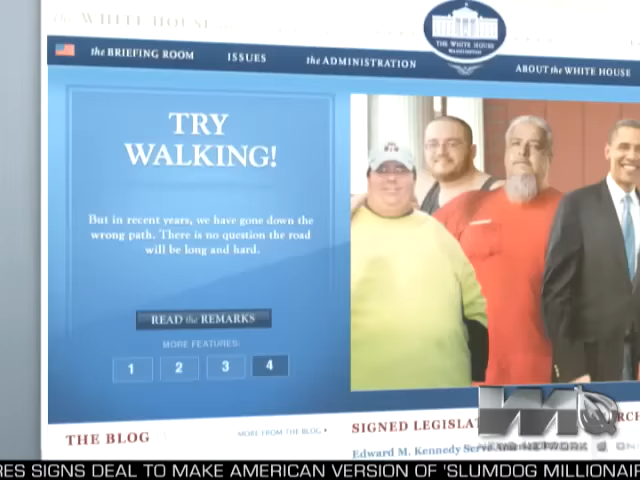 the WHITE HOUSE
THE WHITE HOUSE
WASHINGTON
the BRIEFING ROOM
ISSUES
the ADMINISTRATION
ABOUT the WHITE HOUSE
TRY
WALKING!
But in recent years, we have gone down the
wrong path. There is no question the road
will be long and hard.
READ the REMARKS
MORE FEATURES:
1 2 3 4
THE BLOG
MORE FROM THE BLOG
SIGNED LEGISLAT
Edward M. Kennedy Serve
NEWS NETWORK
RES SIGNS DEAL TO MAKE AMERICAN VERSION OF 'SLUMDOG MILLIONAIR